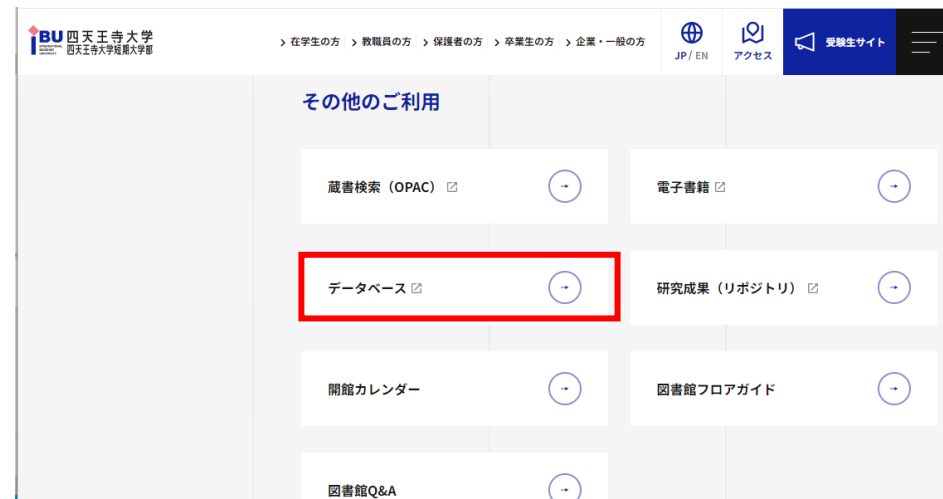 IBU 四天王寺大学
四天王寺大学短期大学部
在学生の方 教職員の方 保護者の方 卒業生の方 企業・一般の方
JP / EN
アクセス
受験生サイト
その他のご利用
蔵書検索（OPAC）
電子書籍
データベース
研究成果（リポジトリ）
開館カレンダー
図書館フロアガイド
図書館Q&A